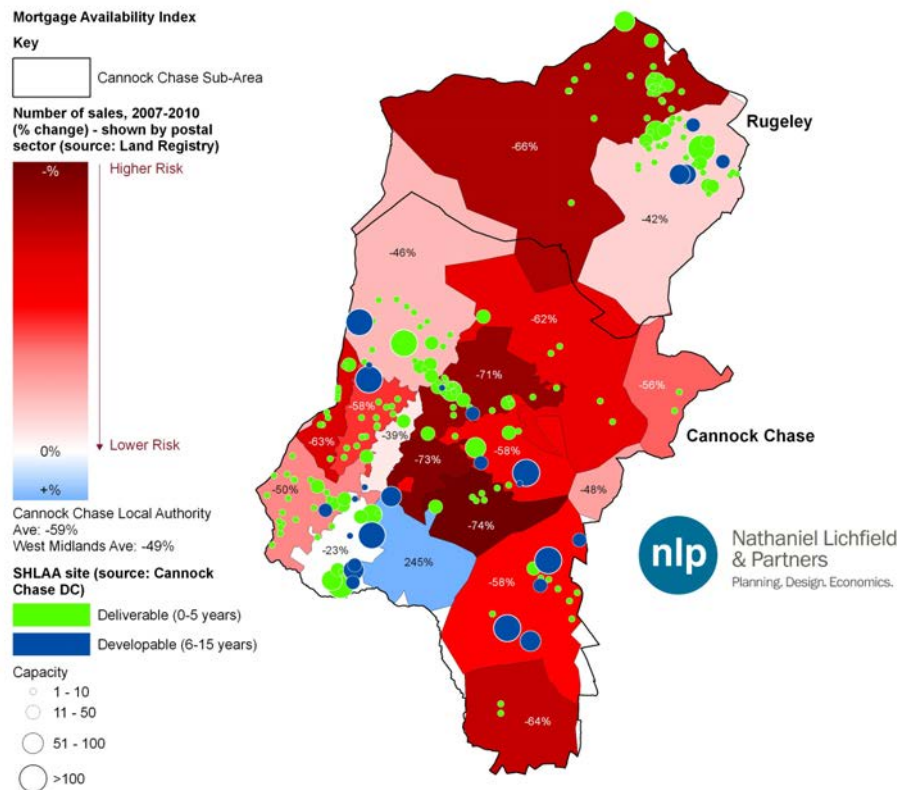 Mortgage Availability Index
Key
Cannock Chase Sub-Area
Number of sales, 2007-2010
(% change) - shown by postal
sector (source: Land Registry)
-%
Higher Risk
0%
Lower Risk
+%
Cannock Chase Local Authority
Ave: -59%
West Midlands Ave: -49%
SHLAA site (source: Cannock
Chase DC)
Deliverable (0-5 years)
Developable (6-15 years)
Capacity
1 - 10
11 - 50
51 - 100
>100
Rugeley
-66%
-42%
-46%
-62%
-71%
-56%
-58%
Cannock Chase
-39%
-63%
-58%
-73%
-50%
-48%
-74%
-23%
245%
-58%
-64%
nlp
Nathaniel Lichfield
& Partners
Planning. Design. Economics.